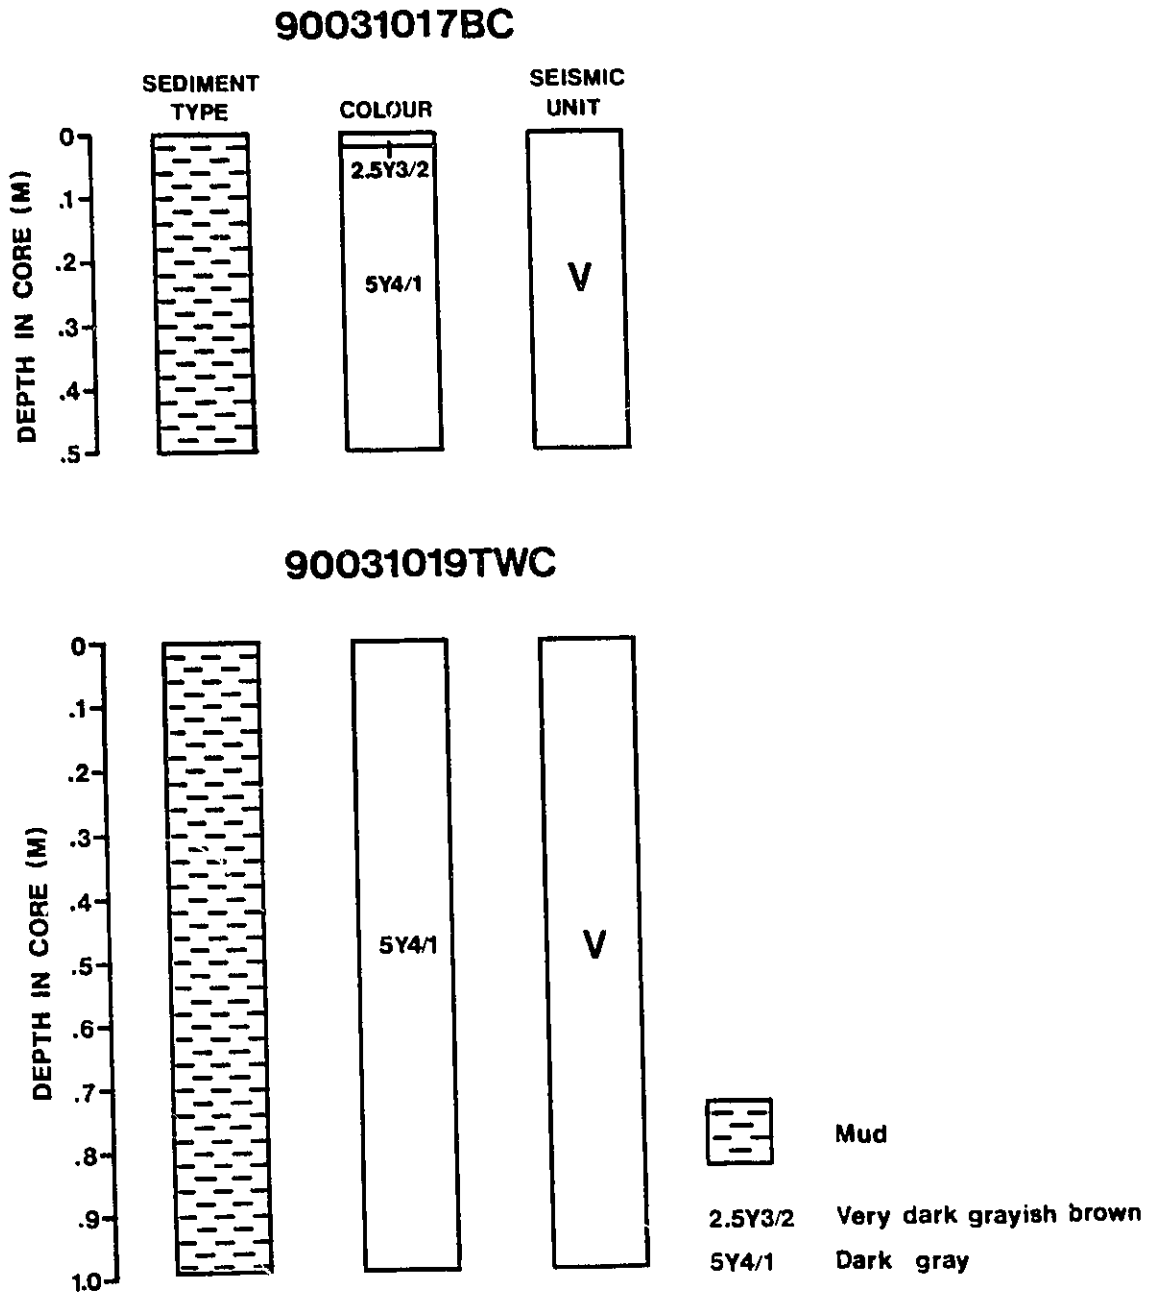 90031017BC
SEDIMENT TYPE
COLOUR
SEISMIC UNIT
DEPTH IN CORE (M)
0
.1
.2
.3
.4
.5
2.5Y3/2
5Y4/1
V
90031019TWC
DEPTH IN CORE (M)
0
.1
.2
.3
.4
.5
.6
.7
.8
.9
1.0
5Y4/1
V
Mud
2.5Y3/2 Very dark grayish brown
5Y4/1 Dark gray